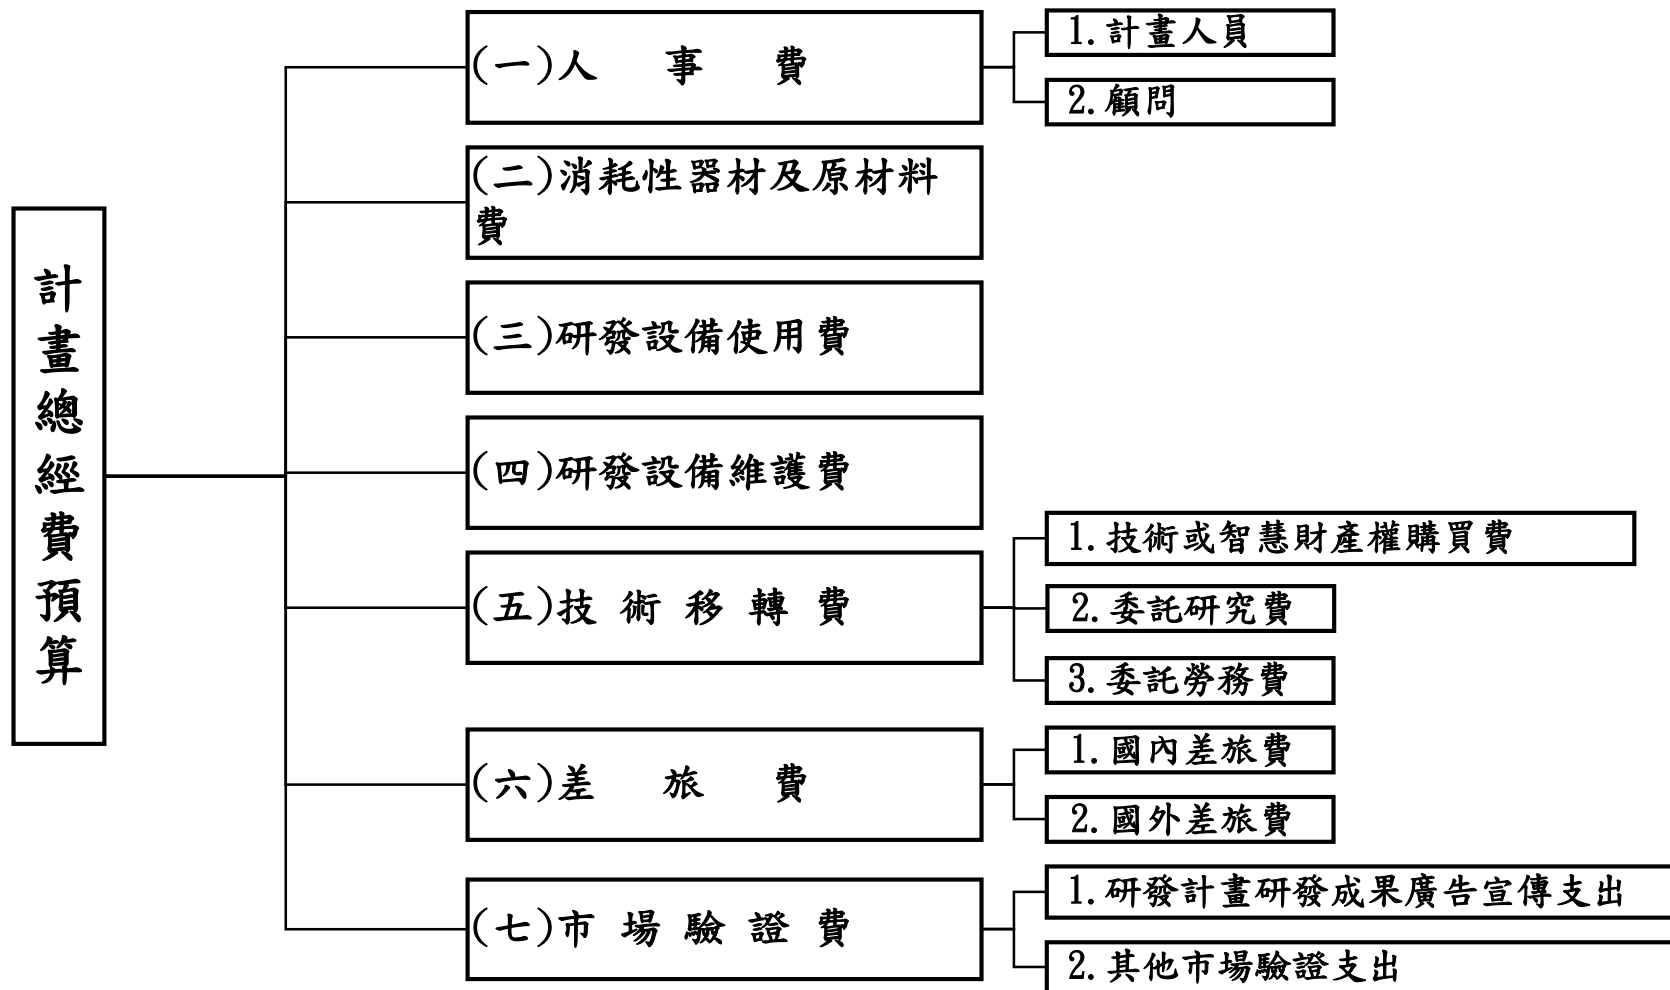 計畫總經費預算
(一)人 事 費
1.計畫人員
2.顧問
(二)消耗性器材及原材料
費
(三)研發設備使用費
(四)研發設備維護費
(五)技術移轉費
1.技術或智慧財產權購買費
2.委託研究費
3.委託勞務費
(六)差 旅 費
1.國內差旅費
2.國外差旅費
(七)市場驗證費
1.研發計畫研發成果廣告宣傳支出
2.其他市場驗證支出